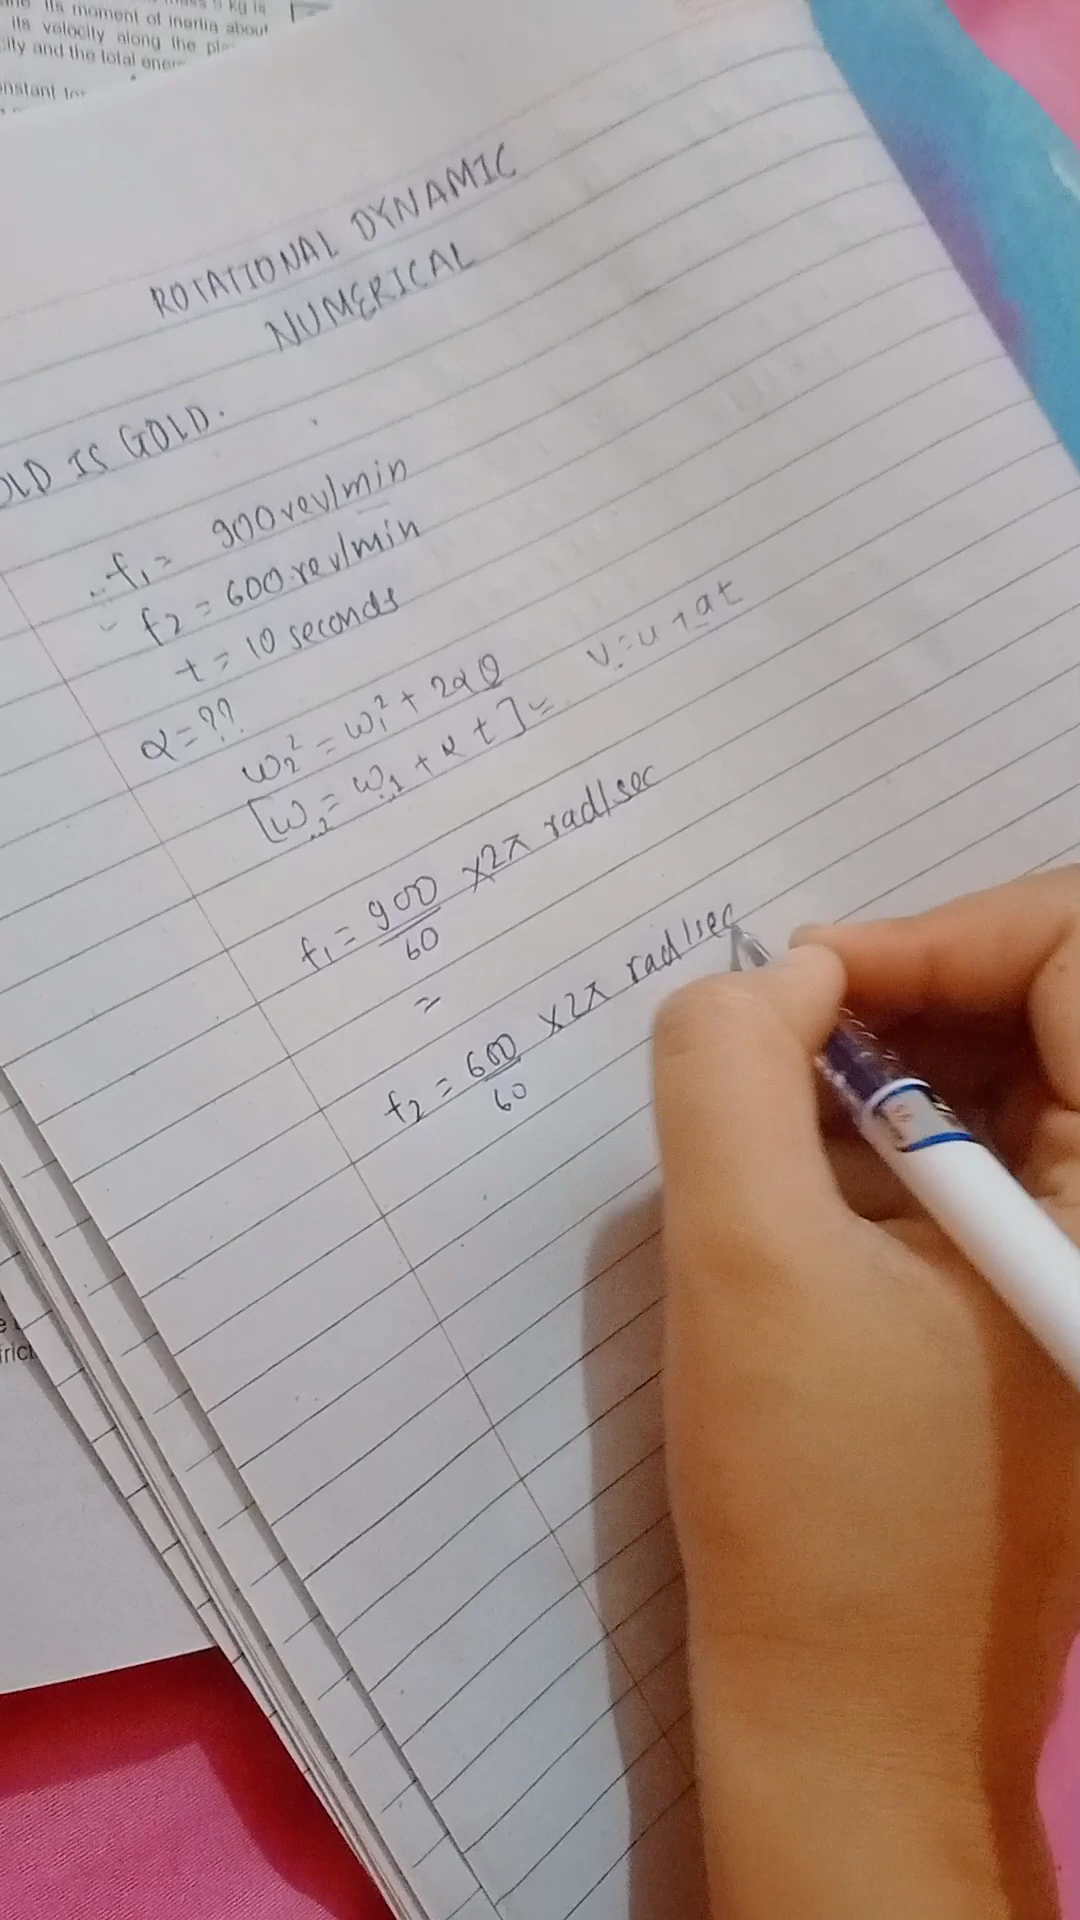 its moment of inertia about
its velocity along the
city and the total
ROTATIONAL DYNAMIC
NUMERICAL
OLD IS GOLD.
f₁ = 900 rev/min
f2 = 600 rev/min
t = 10 seconds
α = ??
ω₂² = ω₁² + 2αθ
[ω₂ = ω₁ + α t] = v = u + at
f₁ = 900/60 × 2π rad/sec
=
f₂ = 600/60 × 2π rad/sec